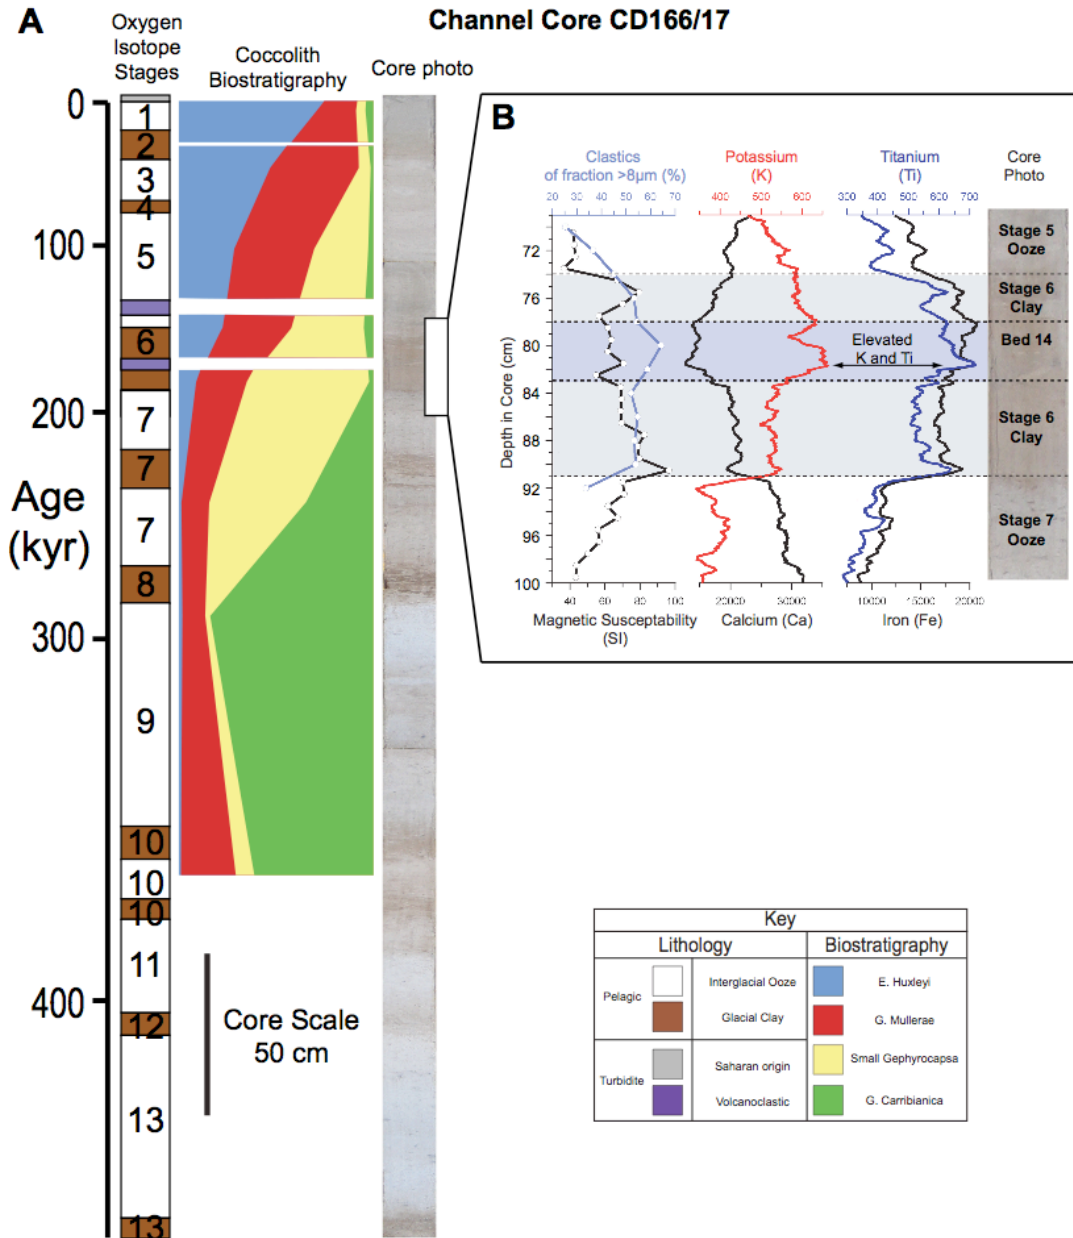 A
Channel Core CD166/17
Oxygen
Isotope
Stages
Coccolith
Biostratigraphy
Core photo
0
100
200
300
400
Age
(kyr)
1
2
3
4
5
6
7
7
7
8
9
10
10
10
11
12
13
13
Core Scale
50 cm
B
Clastics
of fraction >8μm (%)
20 30 40 50 60 70
Potassium
(K)
400 500 600
Titanium
(Ti)
300 400 500 600 700
Core
Photo
Depth in Core (cm)
72
76
80
84
88
92
96
100
Stage 5
Ooze
Stage 6
Clay
Bed 14
Elevated
K and Ti
Stage 6
Clay
Stage 7
Ooze
40 60 80 100
Magnetic Susceptability
(SI)
20000 30000
Calcium (Ca)
10000 15000 20000
Iron (Fe)
Key
Lithology
Biostratigraphy
Pelagic
Interglacial Ooze
Glacial Clay
Turbidite
Saharan origin
Volcanoclastic
E. Huxleyi
G. Mullerae
Small Gephyrocapsa
G. Carribianica